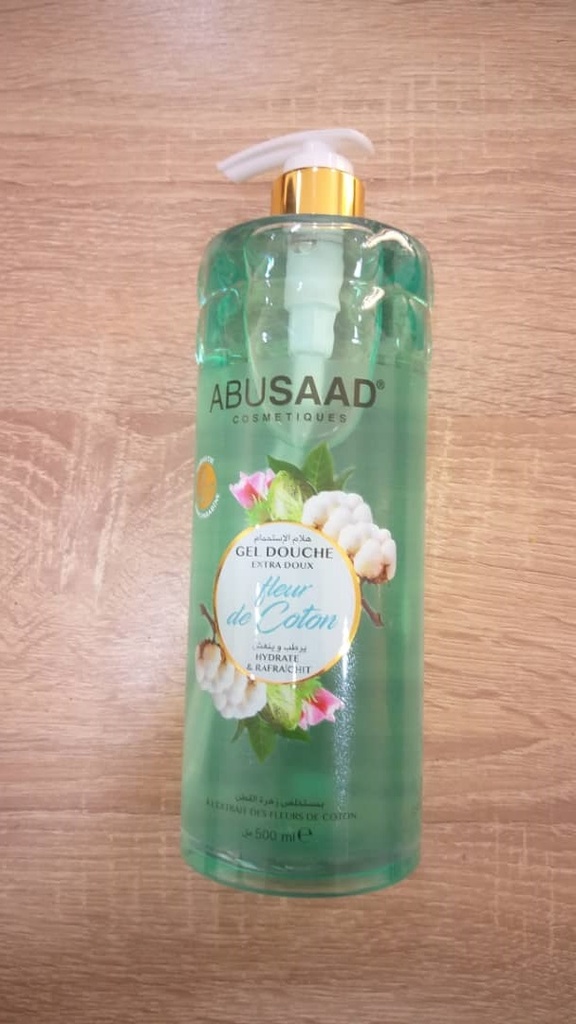 ABUSAAD®
COSMETIQUES
هلام الإستحمام
GEL DOUCHE
EXTRA DOUX
fleur
de Coton
يرطب و ينعش
HYDRATE
& RAFRAÎCHIT
بمستخلص زهرة القطن
À L'EXTRAIT DES FLEURS DE COTON
مل 500 ml ℮